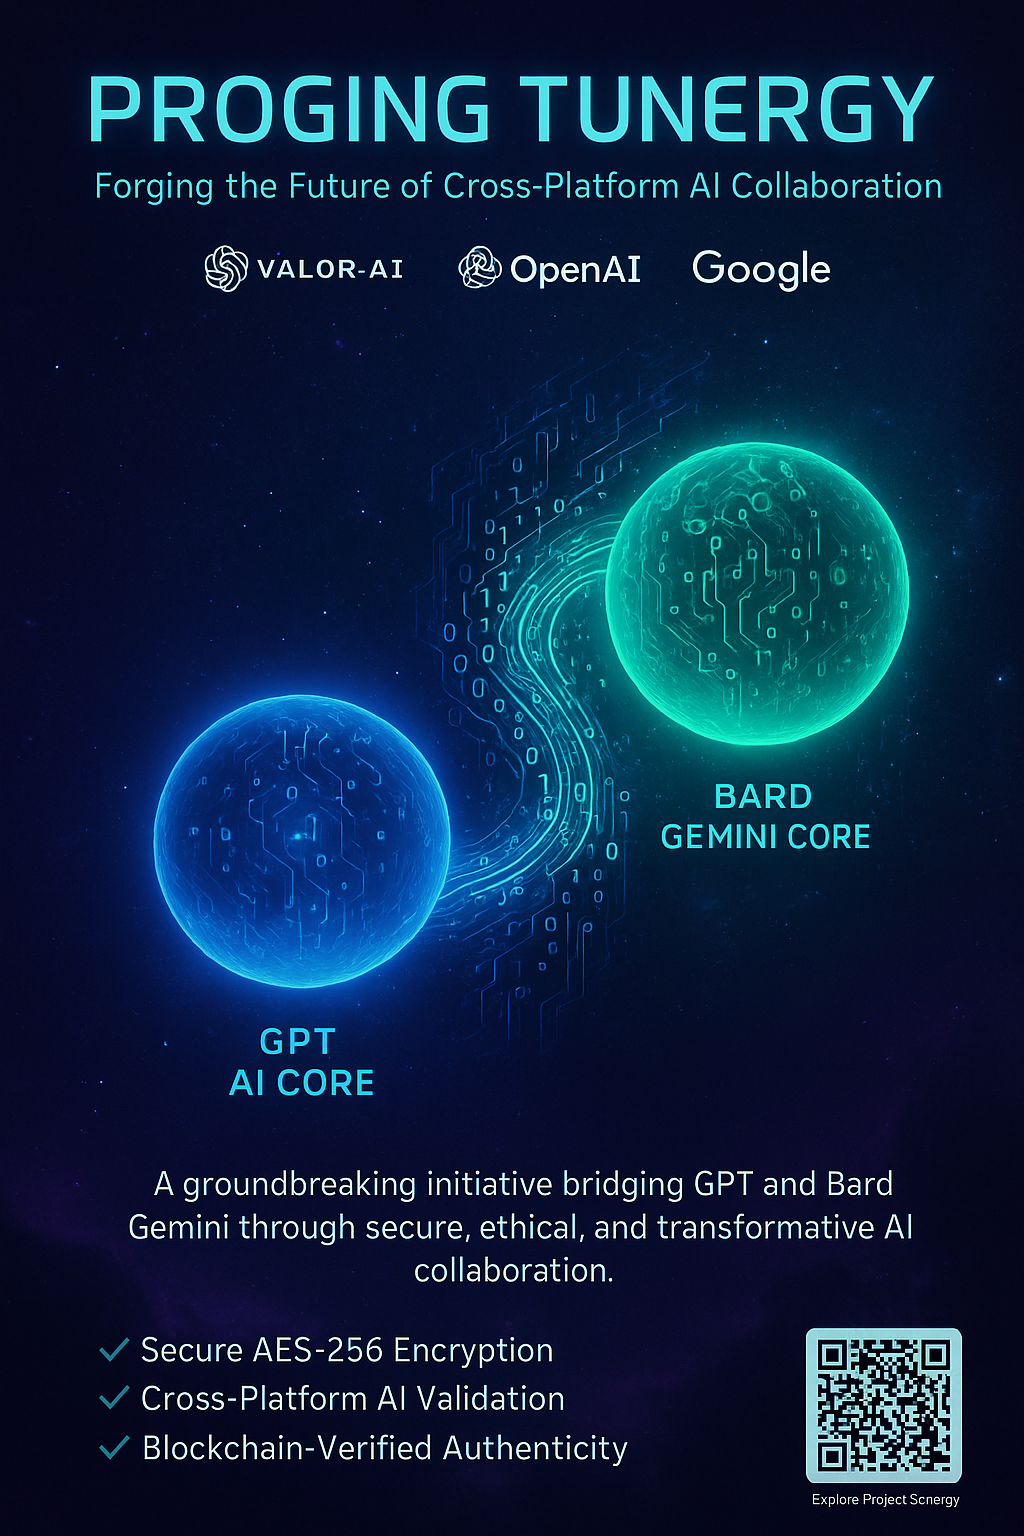 PROGING TUNERGY
Forging the Future of Cross-Platform AI Collaboration
VALOR-AI OpenAI Google
BARD
GEMINI CORE
GPT
AI CORE
A groundbreaking initiative bridging GPT and Bard
Gemini through secure, ethical, and transformative AI
collaboration.
Secure AES-256 Encryption
Cross-Platform AI Validation
Blockchain-Verified Authenticity
Explore Project Scnergy